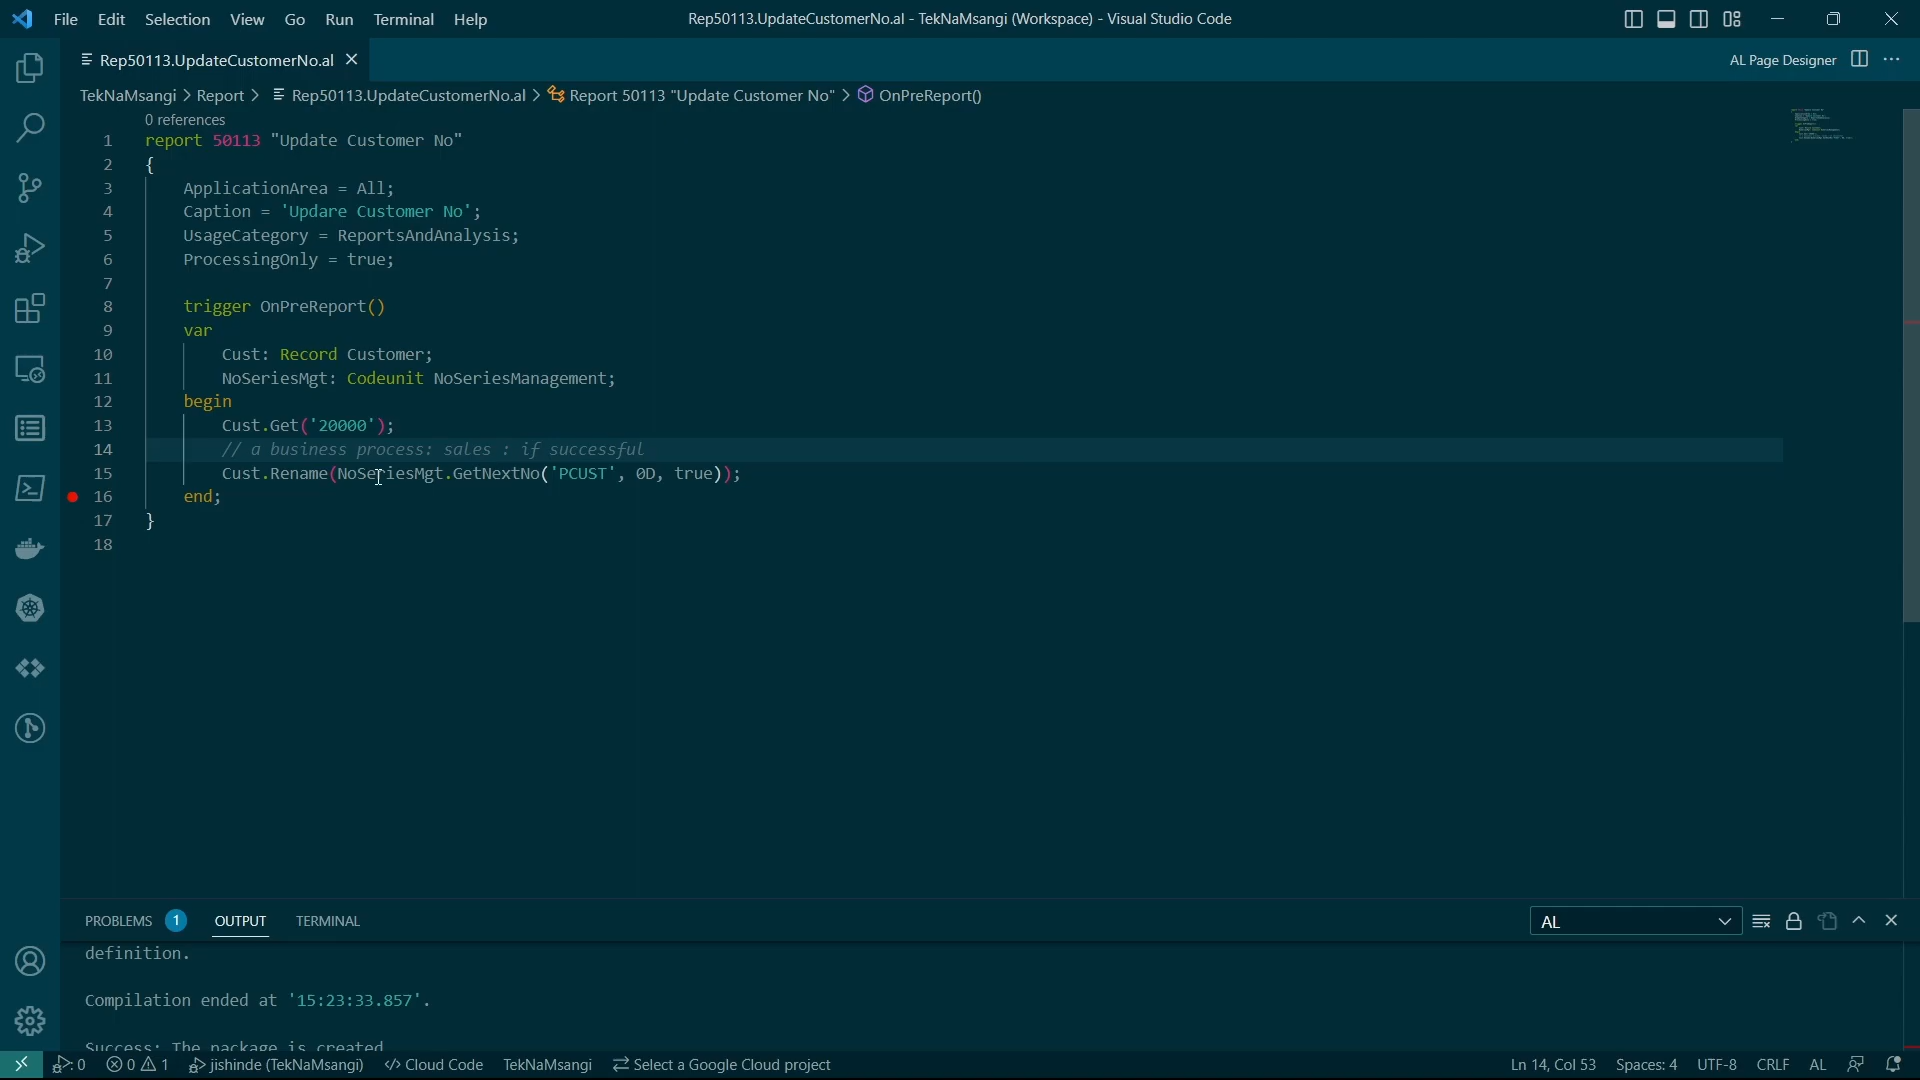 File Edit Selection View Go Run Terminal Help
Rep50113.UpdateCustomerNo.al - TekNaMsangi (Workspace) - Visual Studio Code
Rep50113.UpdateCustomerNo.al
AL Page Designer
TekNaMsangi > Report > Rep50113.UpdateCustomerNo.al > Report 50113 "Update Customer No" > OnPreReport()
0 references
1 report 50113 "Update Customer No"
2 {
3 ApplicationArea = All;
4 Caption = 'Updare Customer No';
5 UsageCategory = ReportsAndAnalysis;
6 ProcessingOnly = true;
7
8 trigger OnPreReport()
9 var
10 Cust: Record Customer;
11 NoSeriesMgt: Codeunit NoSeriesManagement;
12 begin
13 Cust.Get('20000');
14 // a business process: sales : if successful
15 Cust.Rename(NoSeriesMgt.GetNextNo('PCUST', 0D, true));
16 end;
17 }
18
PROBLEMS 1 OUTPUT TERMINAL
AL
definition.
Compilation ended at '15:23:33.857'.
Success: The package is created
0 0 1 jishinde (TekNaMsangi) </> Cloud Code TekNaMsangi Select a Google Cloud project
Ln 14, Col 53 Spaces: 4 UTF-8 CRLF AL